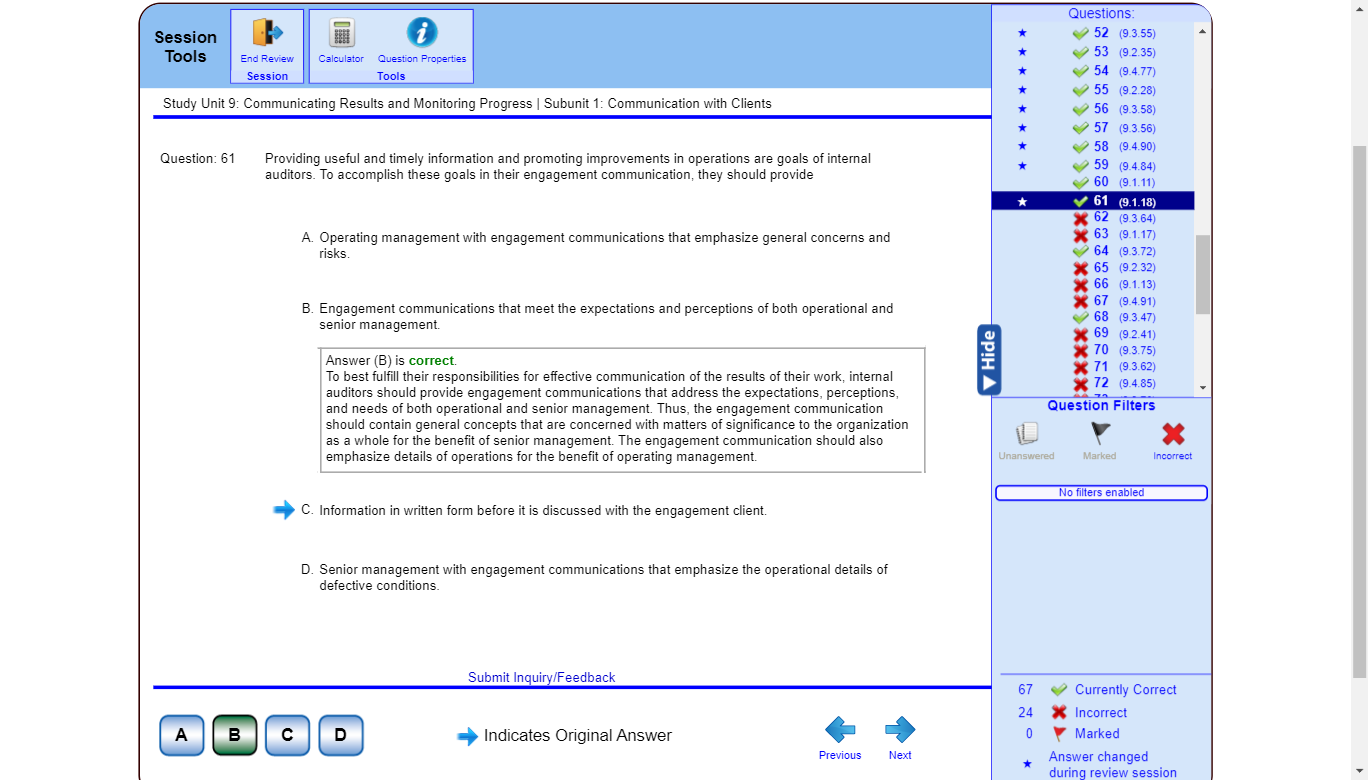 Session Tools
End Review
Session
Calculator
Question Properties
Tools
Study Unit 9: Communicating Results and Monitoring Progress | Subunit 1: Communication with Clients
Question: 61
Providing useful and timely information and promoting improvements in operations are goals of internal
auditors. To accomplish these goals in their engagement communication, they should provide
A. Operating management with engagement communications that emphasize general concerns and
risks.
B. Engagement communications that meet the expectations and perceptions of both operational and
senior management.
Answer (B) is correct.
To best fulfill their responsibilities for effective communication of the results of their work, internal
auditors should provide engagement communications that address the expectations, perceptions,
and needs of both operational and senior management. Thus, the engagement communication
should contain general concepts that are concerned with matters of significance to the organization
as a whole for the benefit of senior management. The engagement communication should also
emphasize details of operations for the benefit of operating management.
C. Information in written form before it is discussed with the engagement client.
D. Senior management with engagement communications that emphasize the operational details of
defective conditions.
Submit Inquiry/Feedback
A B C D
Indicates Original Answer
Previous
Next
Hide
Questions:
52 (9.3.55)
53 (9.2.35)
54 (9.4.77)
55 (9.2.28)
56 (9.3.58)
57 (9.3.56)
58 (9.4.90)
59 (9.4.84)
60 (9.1.11)
61 (9.1.18)
62 (9.3.64)
63 (9.1.17)
64 (9.3.72)
65 (9.2.32)
66 (9.1.13)
67 (9.4.91)
68 (9.3.47)
69 (9.2.41)
70 (9.3.75)
71 (9.3.62)
72 (9.4.85)
Question Filters
Unanswered
Marked
Incorrect
No filters enabled
67 Currently Correct
24 Incorrect
0 Marked
Answer changed
during review session